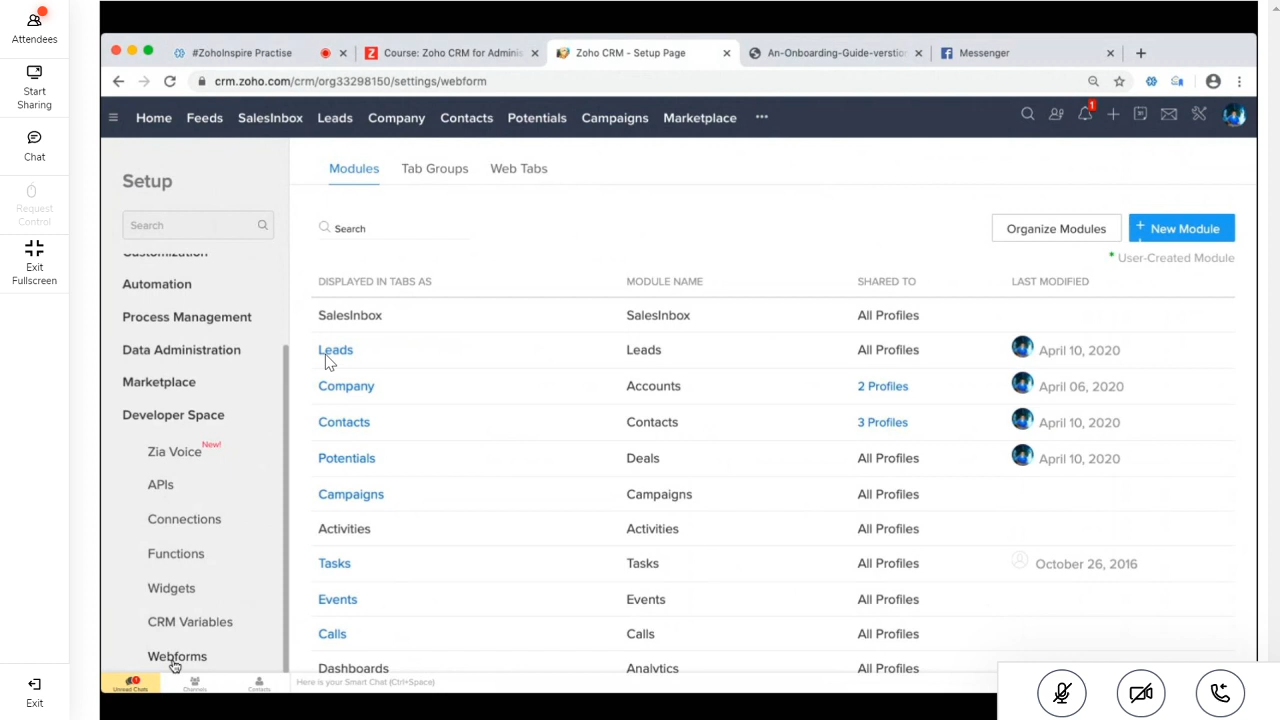 Attendees
Start
Sharing
Chat
Request
Control
Exit
Fullscreen
Exit
#ZohoInspire Practise
Course: Zoho CRM for Adminis
Zoho CRM - Setup Page
An-Onboarding-Guide-verstio
Messenger
crm.zoho.com/crm/org33298150/settings/webform
Home Feeds SalesInbox Leads Company Contacts Potentials Campaigns Marketplace ••• 1
Setup
Search
Customization
Automation
Process Management
Data Administration
Marketplace
Developer Space
Zia Voice New!
APIs
Connections
Functions
Widgets
CRM Variables
Webforms
Modules Tab Groups Web Tabs
Search
Organize Modules + New Module
* User-Created Module
DISPLAYED IN TABS AS MODULE NAME SHARED TO LAST MODIFIED
SalesInbox SalesInbox All Profiles
Leads Leads All Profiles April 10, 2020
Company Accounts 2 Profiles April 06, 2020
Contacts Contacts 3 Profiles April 10, 2020
Potentials Deals All Profiles April 10, 2020
Campaigns Campaigns All Profiles
Activities Activities All Profiles
Tasks Tasks All Profiles October 26, 2016
Events Events All Profiles
Calls Calls All Profiles
Dashboards Analytics All Profiles
Unread Chats Channels Contacts Here is your Smart Chat (Ctrl+Space)